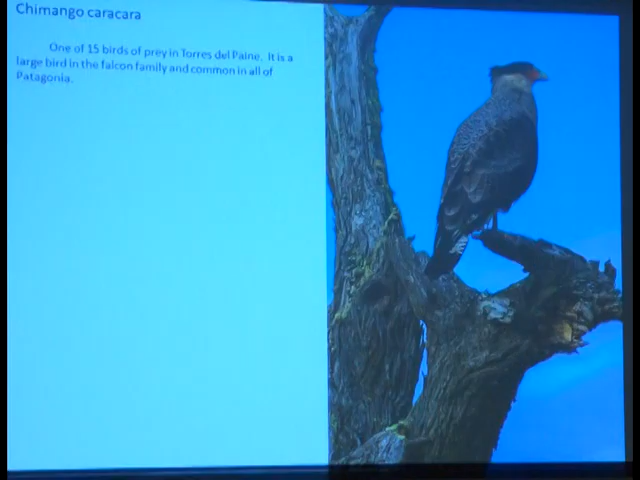 Chimango caracara
One of 15 birds of prey in Torres del Paine. It is a
large bird in the falcon family and common in all of
Patagonia.